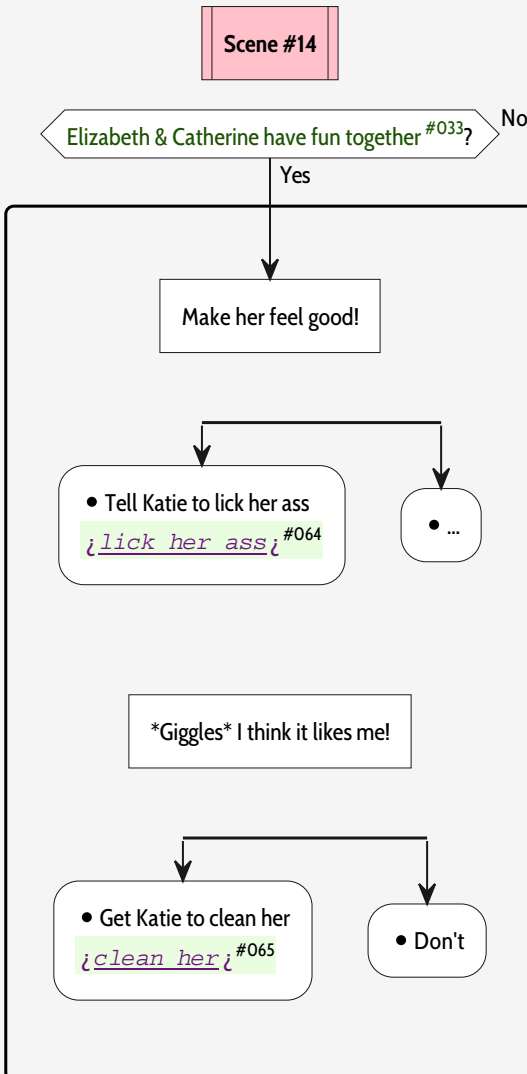 Scene #14
Elizabeth & Catherine have fun together #033?
No
Yes
Make her feel good!
• Tell Katie to lick her ass
• ...
¿lick her ass¿#064
*Giggles* I think it likes me!
• Get Katie to clean her
• Don't
¿clean her¿#065